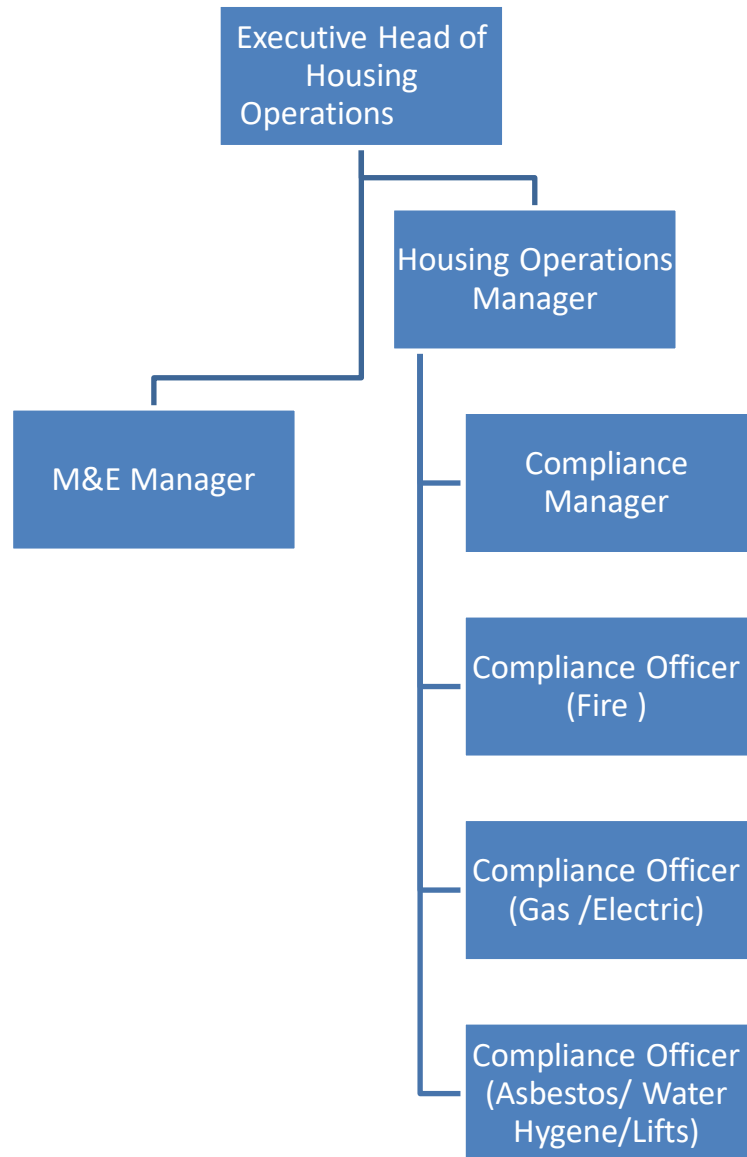 Executive Head of
Housing
Operations
Housing Operations
Manager
M&E Manager
Compliance
Manager
Compliance Officer
(Fire )
Compliance Officer
(Gas /Electric)
Compliance Officer
(Asbestos/ Water
Hygene/Lifts)